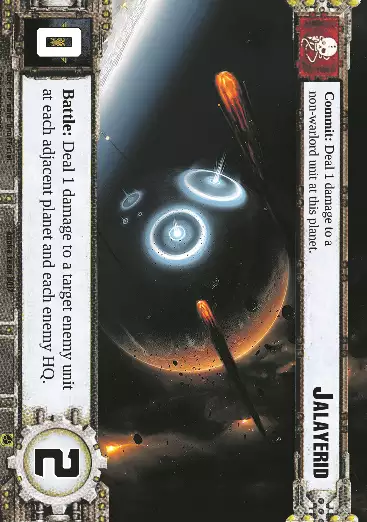 Commit: Deal 1 damage to a
non-warlord unit at this planet.
JALAYERID
0
Battle: Deal 1 damage to a target enemy unit
at each adjacent planet and each enemy HQ.
2